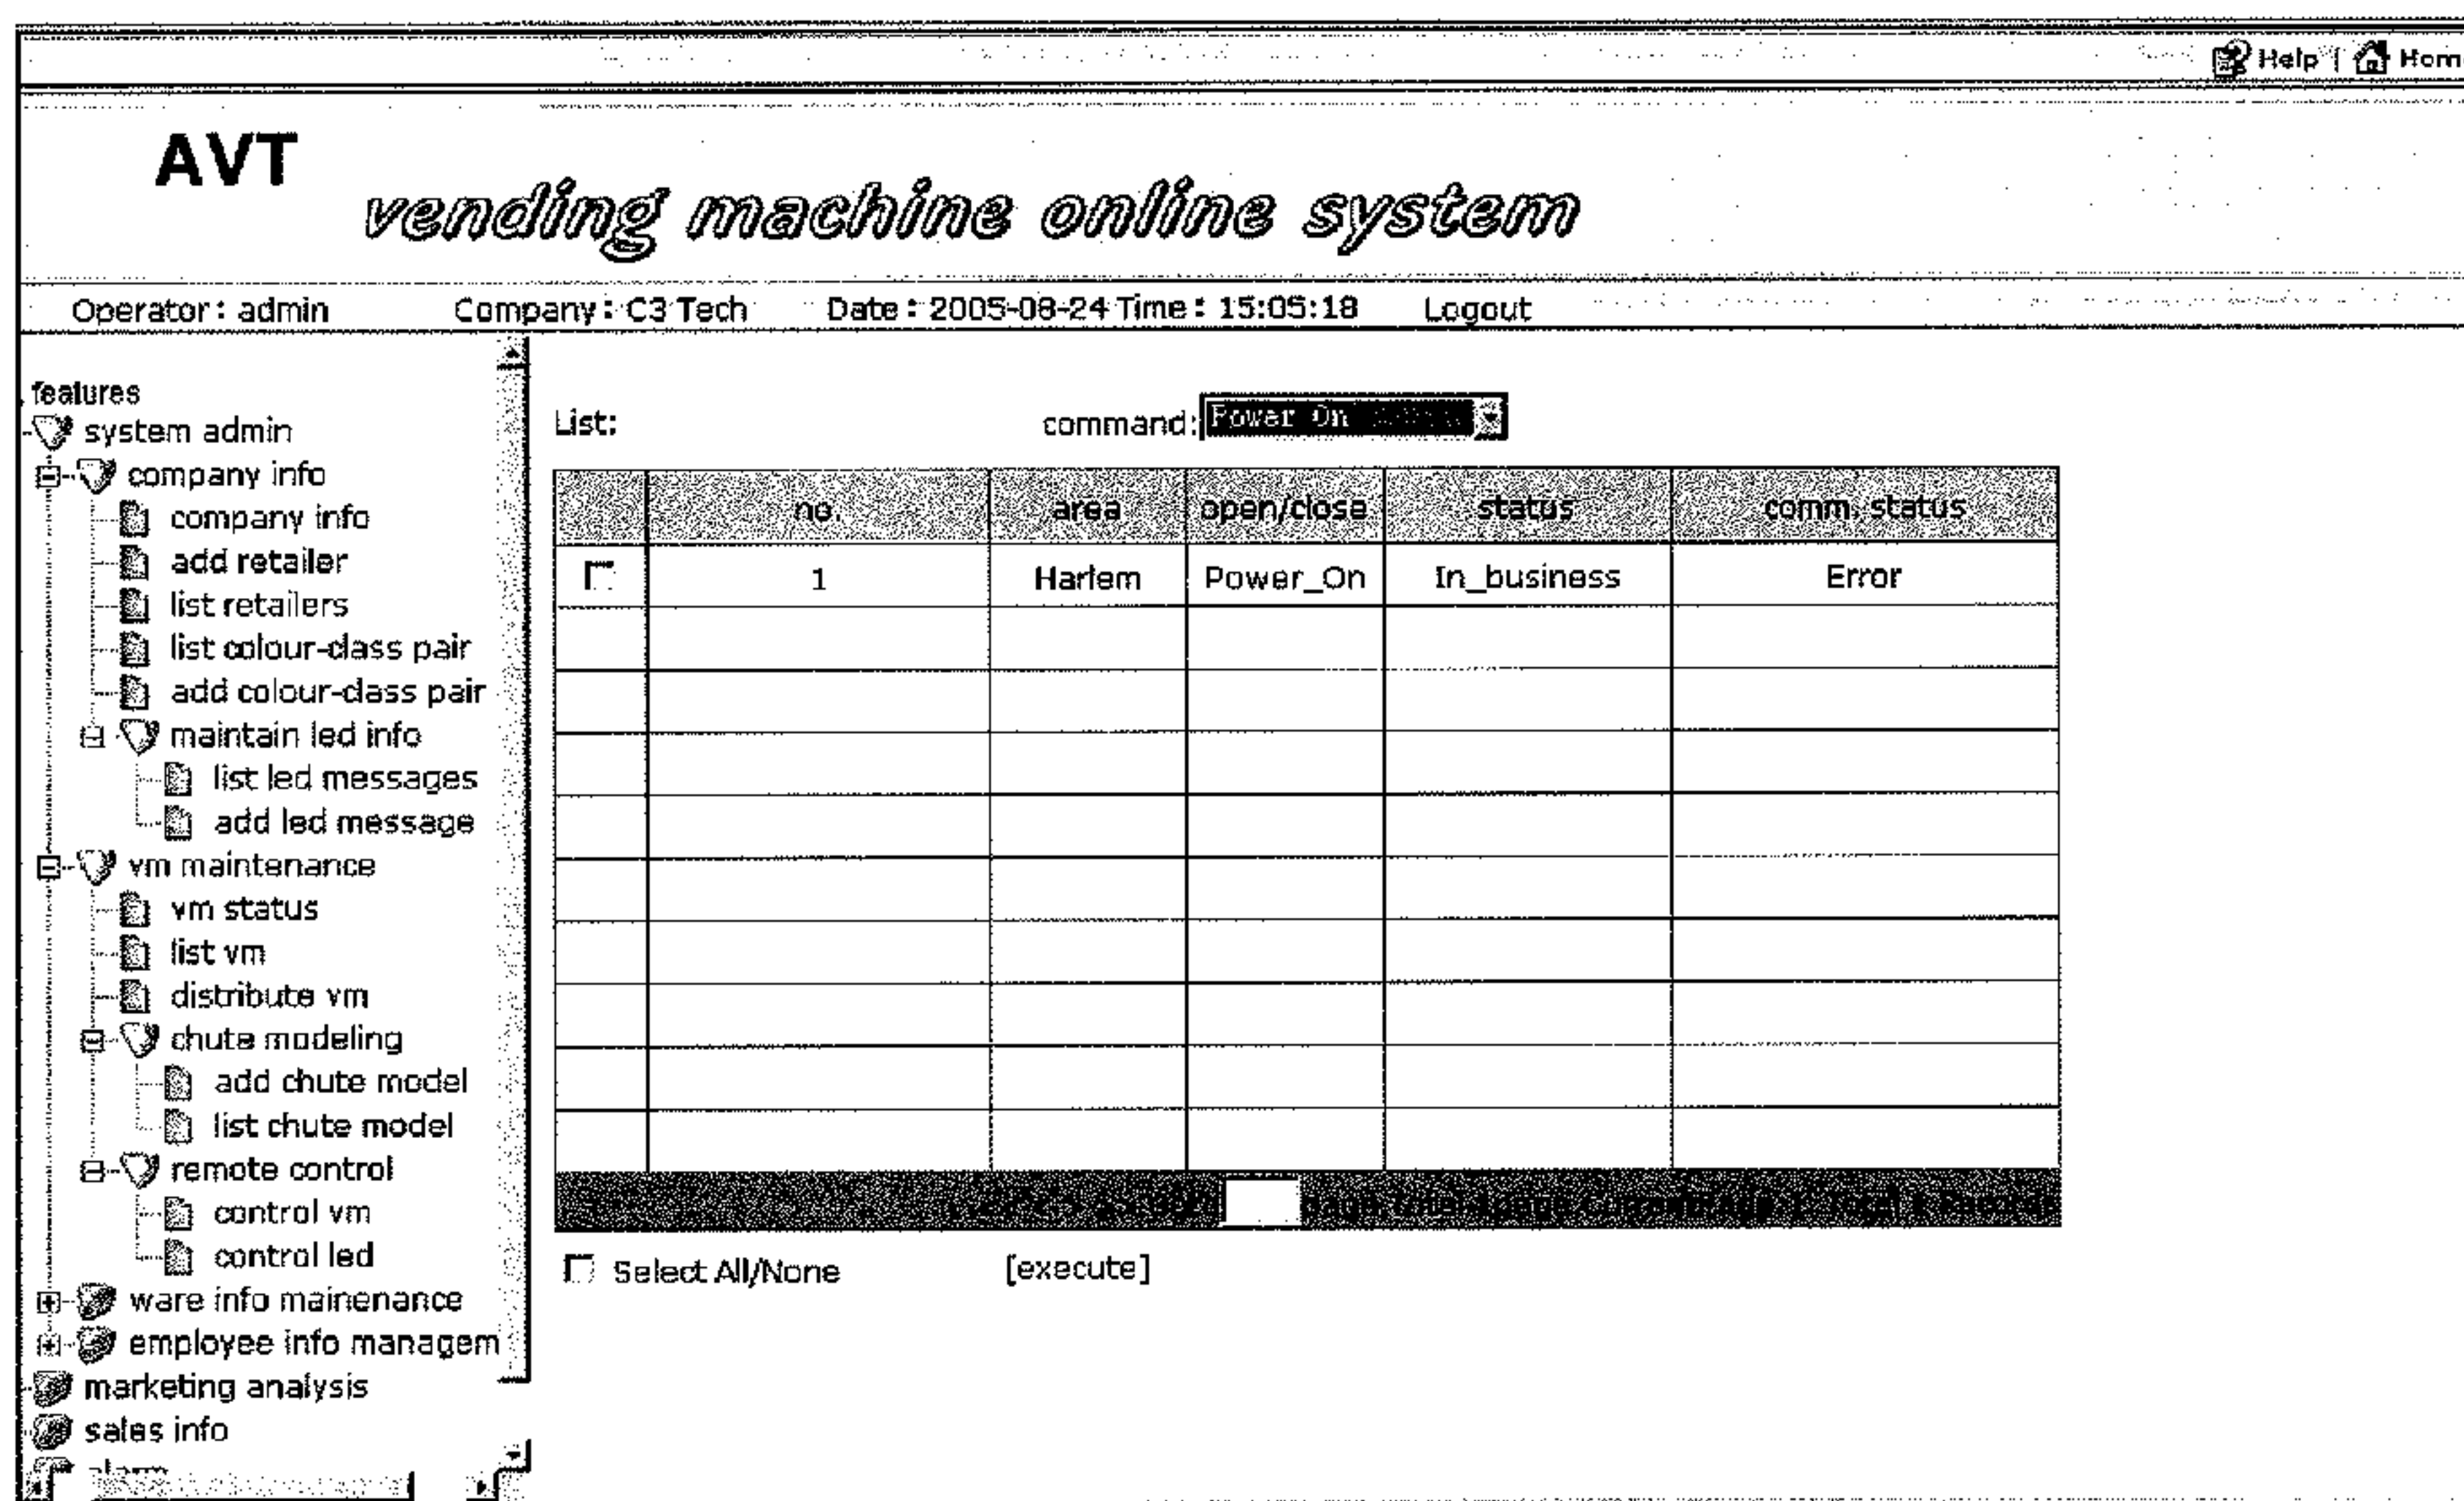 Help | Hom
AVT
vending machine online system
Operator: admin Company: C3 Tech Date: 2005-08-24 Time: 15:05:18 Logout
features
system admin
company info
company info
add retailer
list retailers
list colour-class pair
add colour-class pair
maintain led info
list led messages
add led message
vm maintenance
vm status
list vm
distribute vm
chute modeling
add chute model
list chute model
remote control
control vm
control led
ware info mainenance
employee info managem
marketing analysis
sales info
List: command: Power On
no. area open/close status comm. status
1 Harlem Power_On In_business Error
Select All/None [execute]